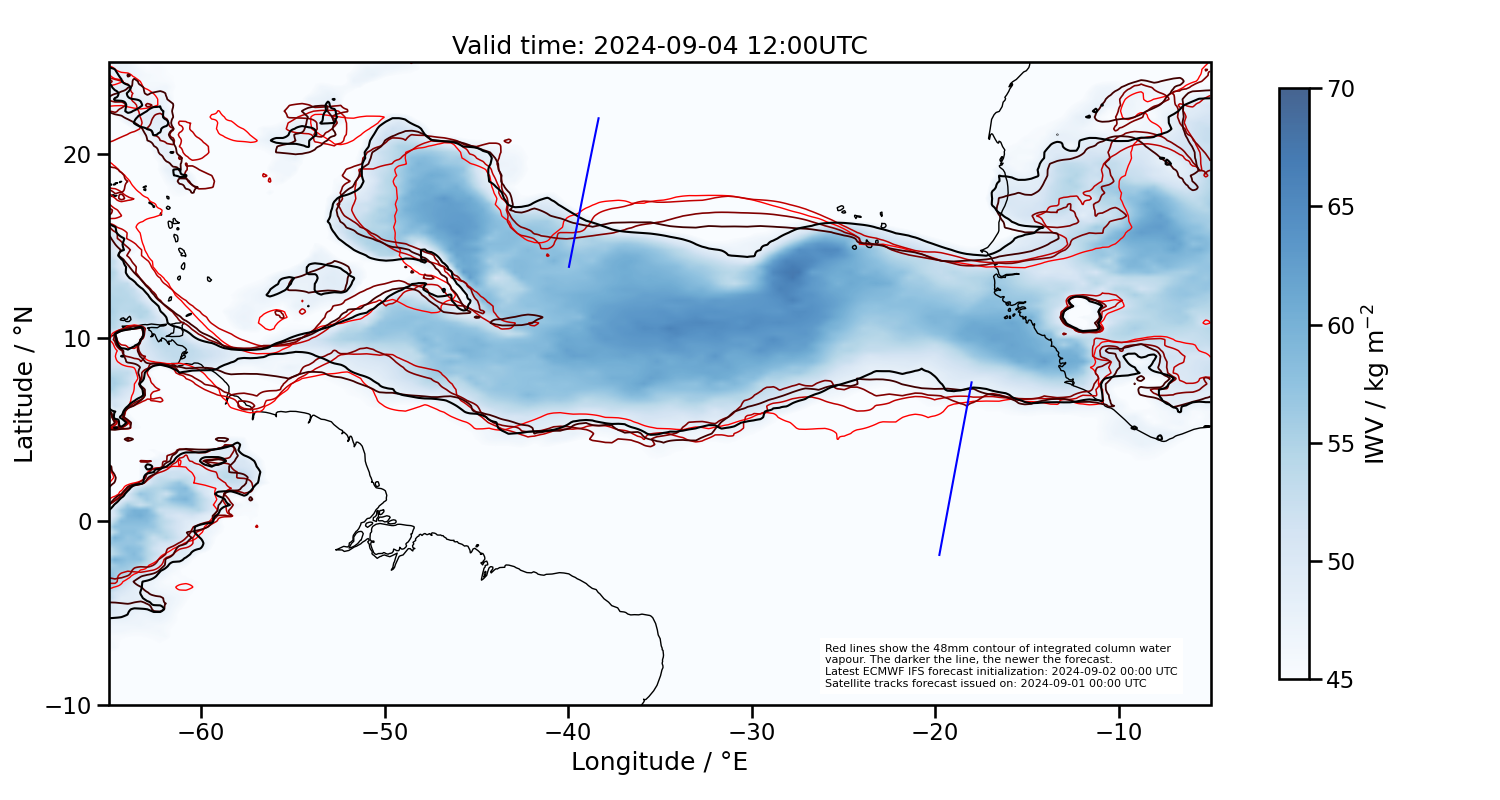 Valid time: 2024-09-04 12:00UTC
20
10
0
−10
Latitude / °N
−60
−50
−40
−30
−20
−10
Longitude / °E
70
65
60
55
50
45
IWV / kg m⁻²
Red lines show the 48mm contour of integrated column water
vapour. The darker the line, the newer the forecast.
Latest ECMWF IFS forecast initialization: 2024-09-02 00:00 UTC
Satellite tracks forecast issued on: 2024-09-01 00:00 UTC